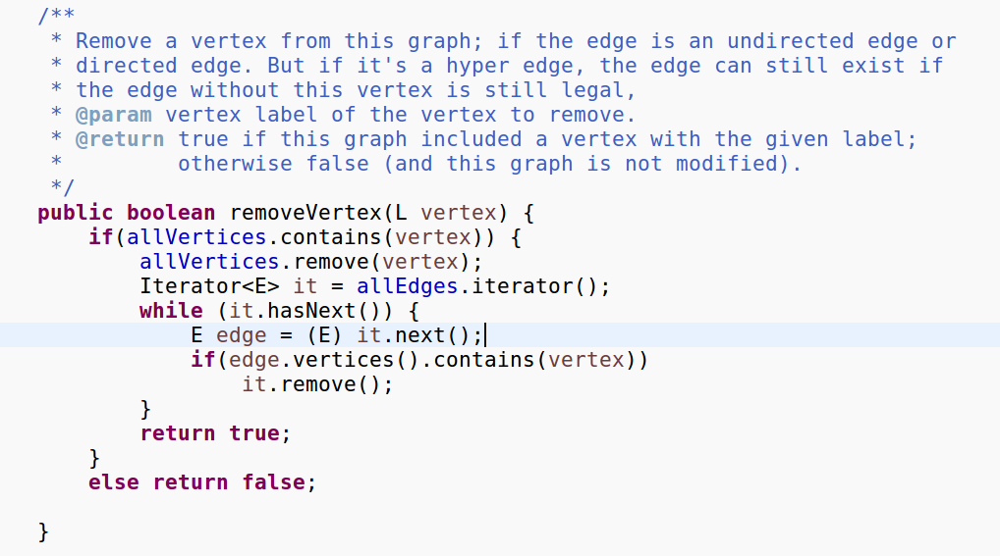 /**
 * Remove a vertex from this graph; if the edge is an undirected edge or
 * directed edge. But if it's a hyper edge, the edge can still exist if
 * the edge without this vertex is still legal,
 * @param vertex label of the vertex to remove.
 * @return true if this graph included a vertex with the given label;
 *         otherwise false (and this graph is not modified).
 */
public boolean removeVertex(L vertex) {
    if(allVertices.contains(vertex)) {
        allVertices.remove(vertex);
        Iterator<E> it = allEdges.iterator();
        while (it.hasNext()) {
            E edge = (E) it.next();
            if(edge.vertices().contains(vertex))
                it.remove();
        }
        return true;
    }
    else return false;

}